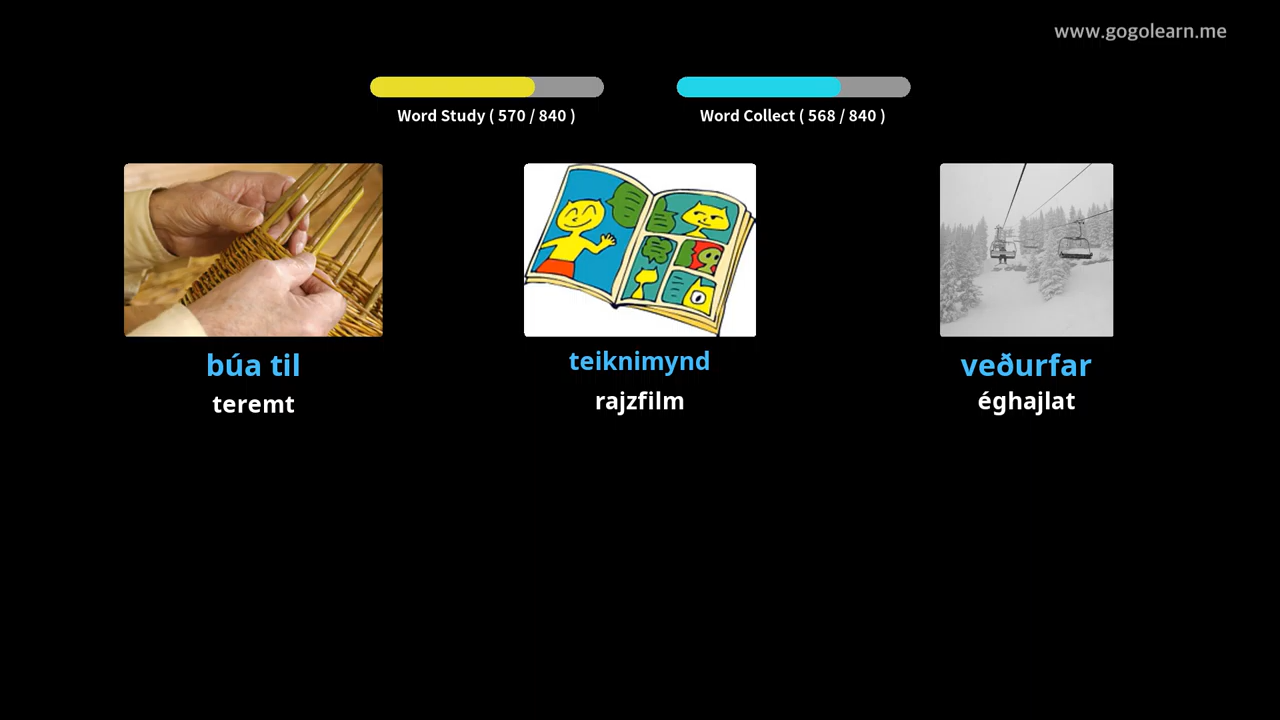 www.gogolearn.me
Word Study ( 570 / 840 )
Word Collect ( 568 / 840 )
búa til
teremt
teiknimynd
rajzfilm
veðurfar
éghajlat